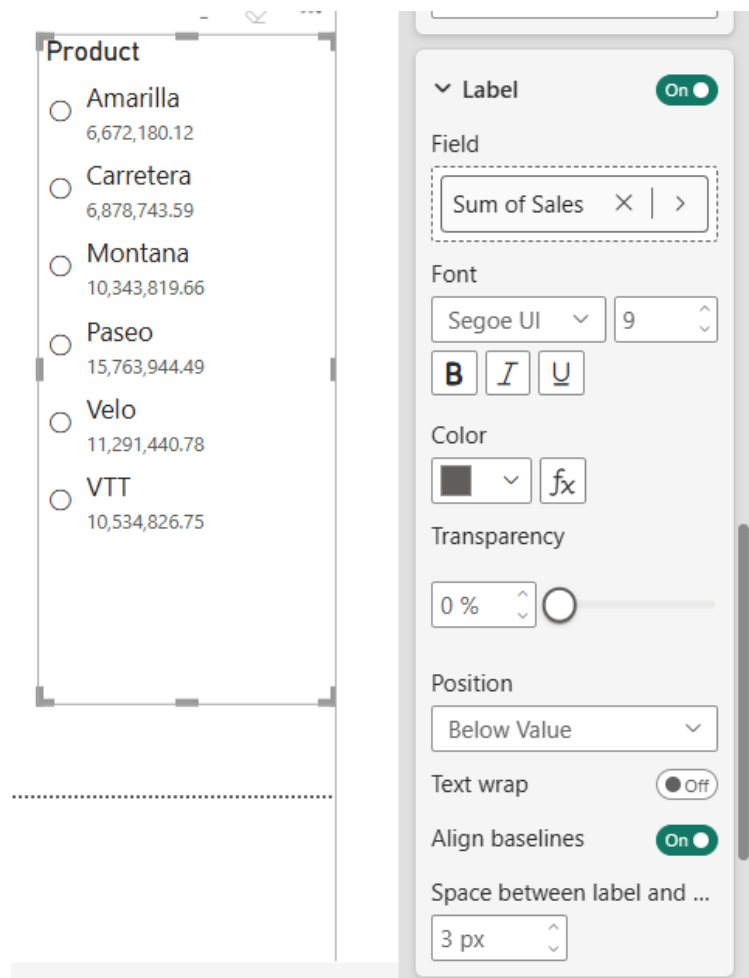 Product
Amarilla
6,672,180.12
Carretera
6,878,743.59
Montana
10,343,819.66
Paseo
15,763,944.49
Velo
11,291,440.78
VTT
10,534,826.75
Label
On
Field
Sum of Sales
Font
Segoe UI
9
B I U
Color
fx
Transparency
0 %
Position
Below Value
Text wrap
Off
Align baselines
On
Space between label and ...
3 px